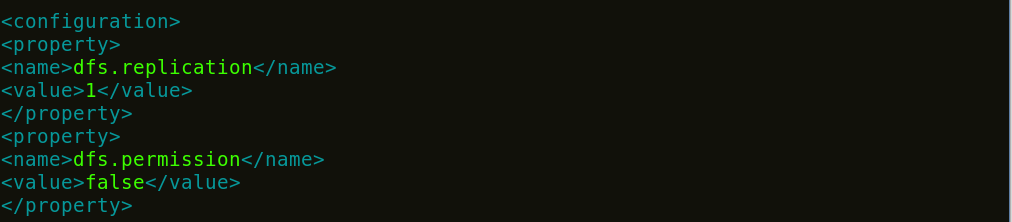 <configuration>
<property>
<name>dfs.replication</name>
<value>1</value>
</property>
<property>
<name>dfs.permission</name>
<value>false</value>
</property>